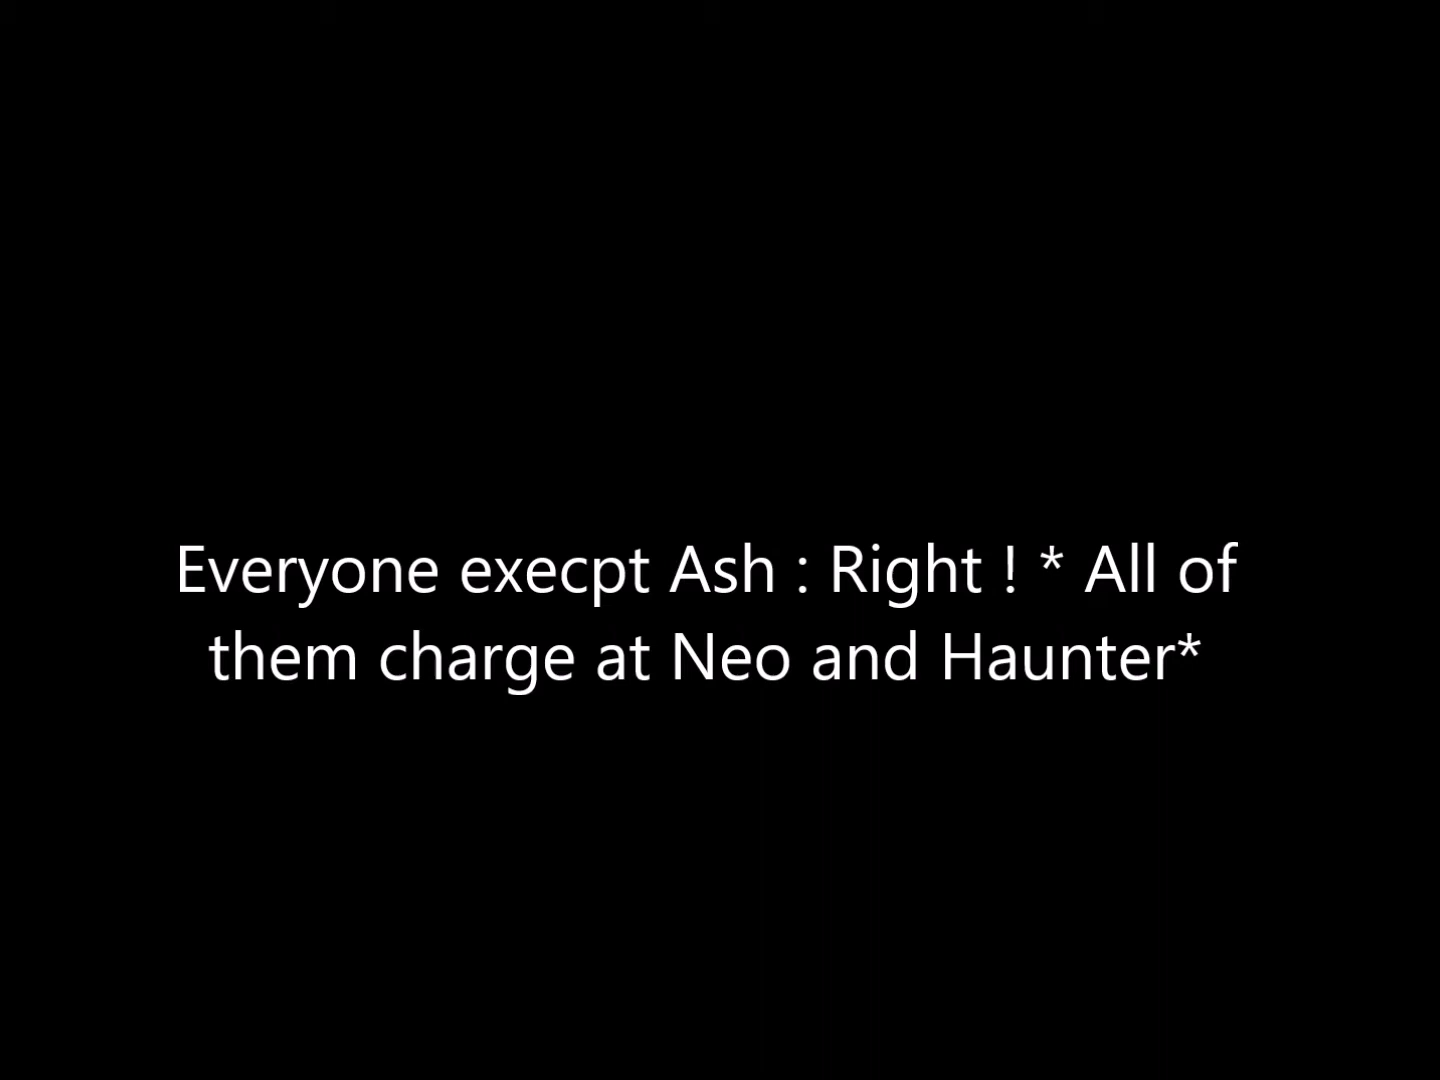 Everyone execpt Ash : Right ! * All of
them charge at Neo and Haunter*